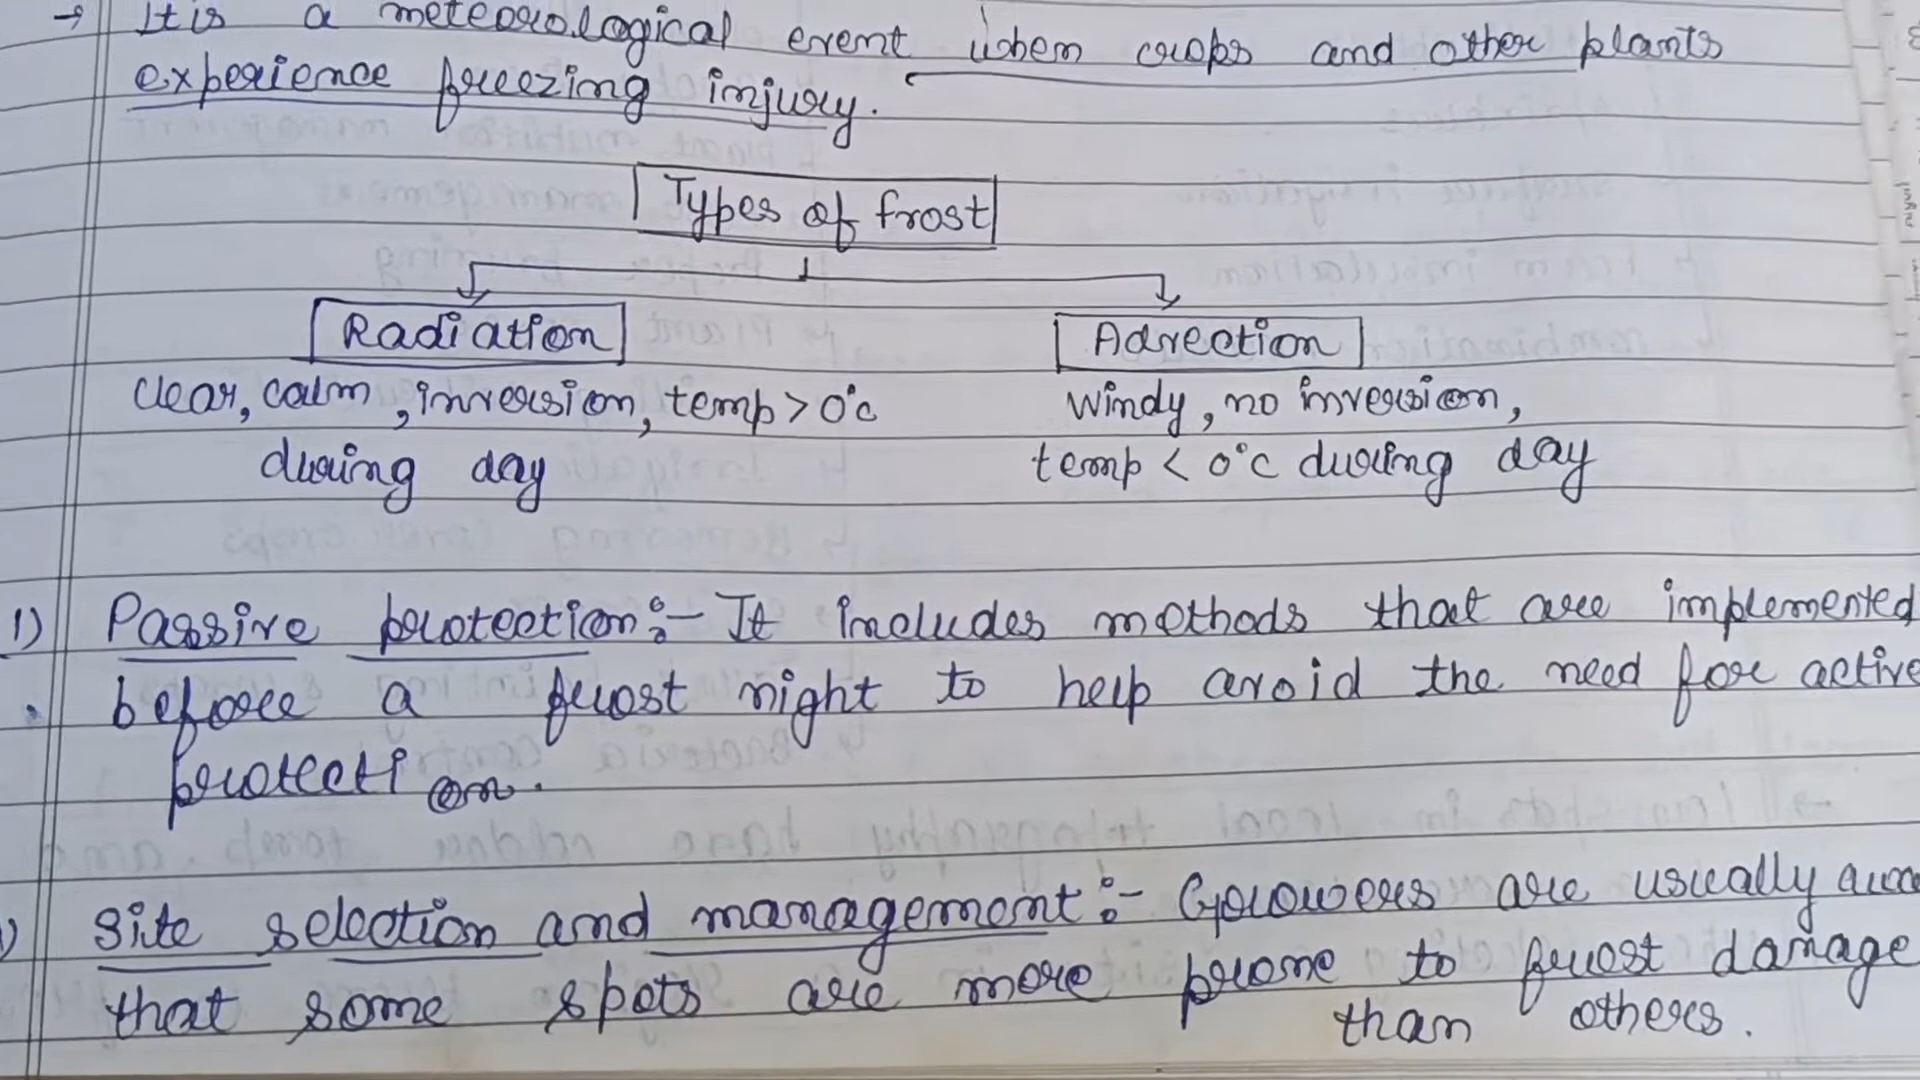 → It is a meteorological event when crops and other plants
experience freezing injury.
Types of frost
Radiation
Advection
clear, calm, inversion, temp > 0°c
during day
Windy, no inversion,
temp < 0°c during day
1) Passive protection:- It includes methods that are implemented
before a frost night to help avoid the need for active
protection.
Site selection and management:- Growers are usually
that some spots are more prone to frost damage
than others.